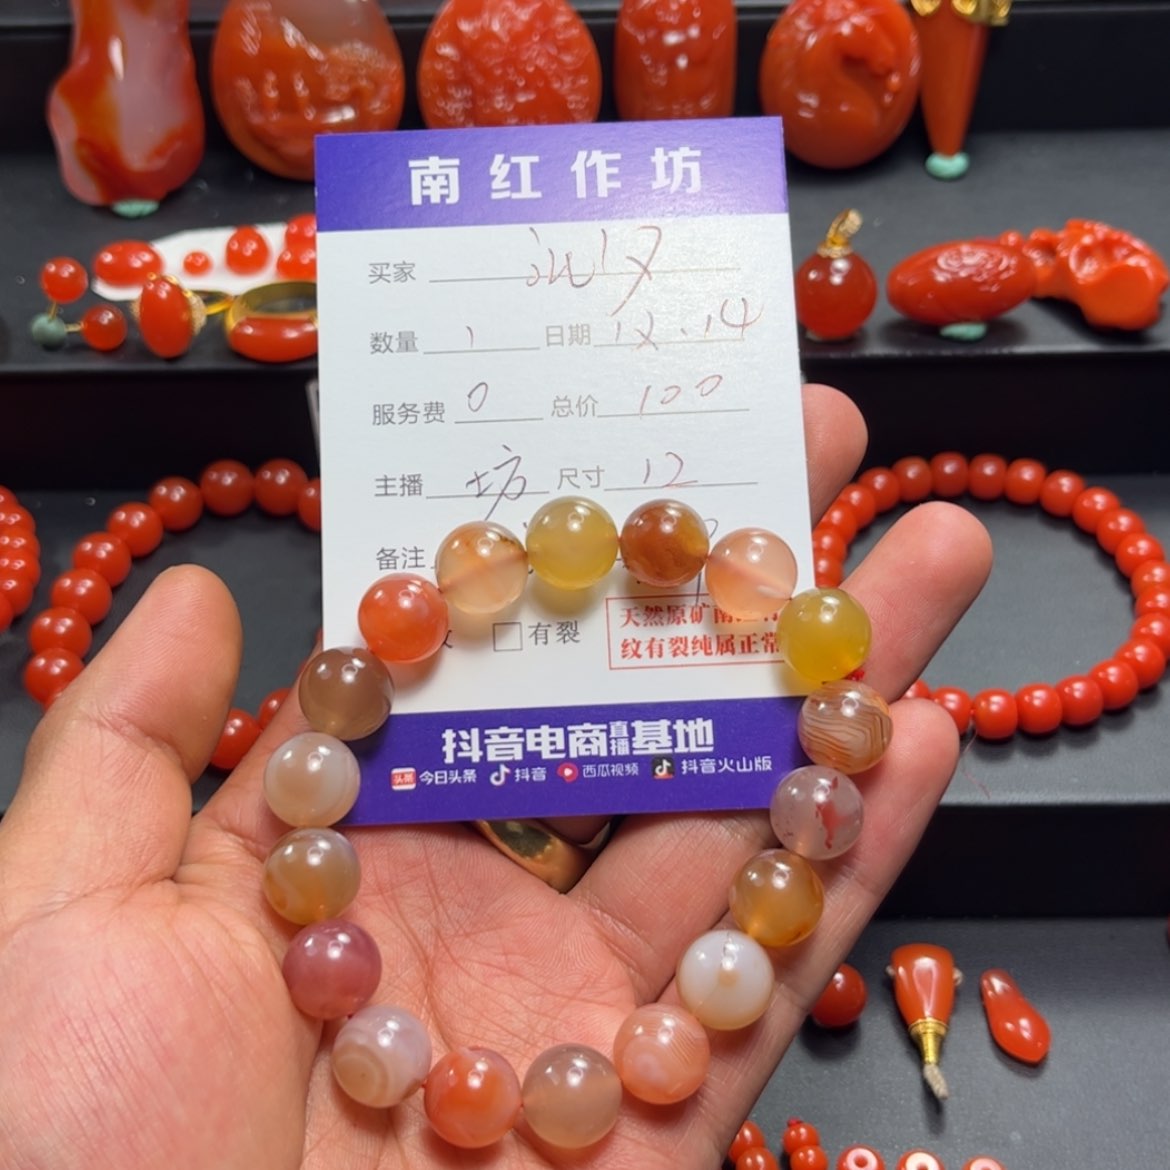 南红作坊
买家
数量 1 日期 12.14
服务费 0 总价 100
主播 坊 尺寸 12
备注
有裂
天然原矿南红
纹有裂纯属正常
抖音电商直播基地
头条 今日头条 抖音 西瓜视频 抖音火山版